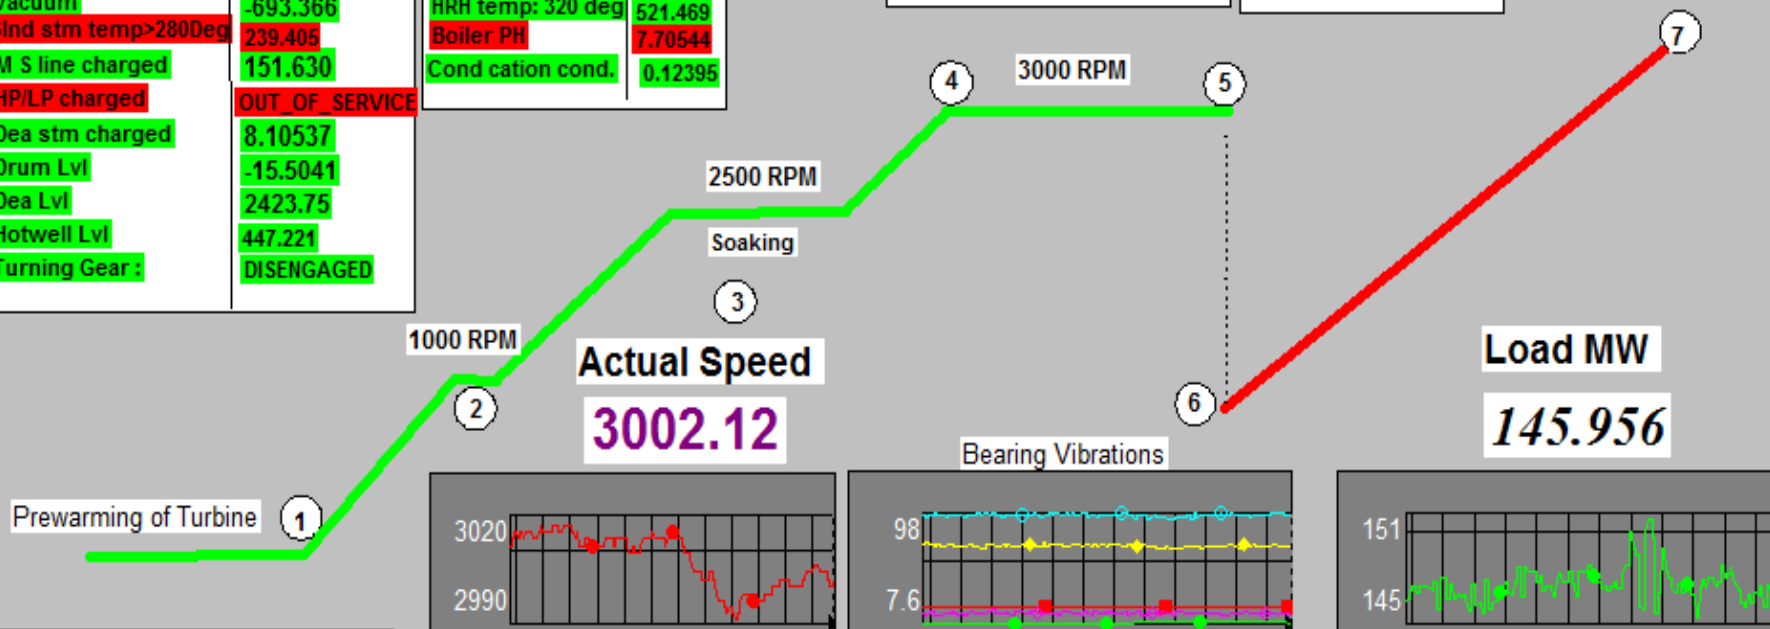 Vacuum -693.366
Slnd stm temp>280Deg 239.405
M S line charged 151.630
HP/LP charged OUT_OF_SERVICE
Dea stm charged 8.10537
Drum Lvl -15.5041
Dea Lvl 2423.75
Hotwell Lvl 447.221
Turning Gear : DISENGAGED
HRH temp: 320 deg 521.469
Boiler PH 7.70544
Cond cation cond. 0.12395
7
4
3000 RPM
5
2500 RPM
Soaking
3
1000 RPM
2
Actual Speed
3002.12
6
Load MW
145.956
Prewarming of Turbine
1
Bearing Vibrations
3020
2990
98
7.6
151
145